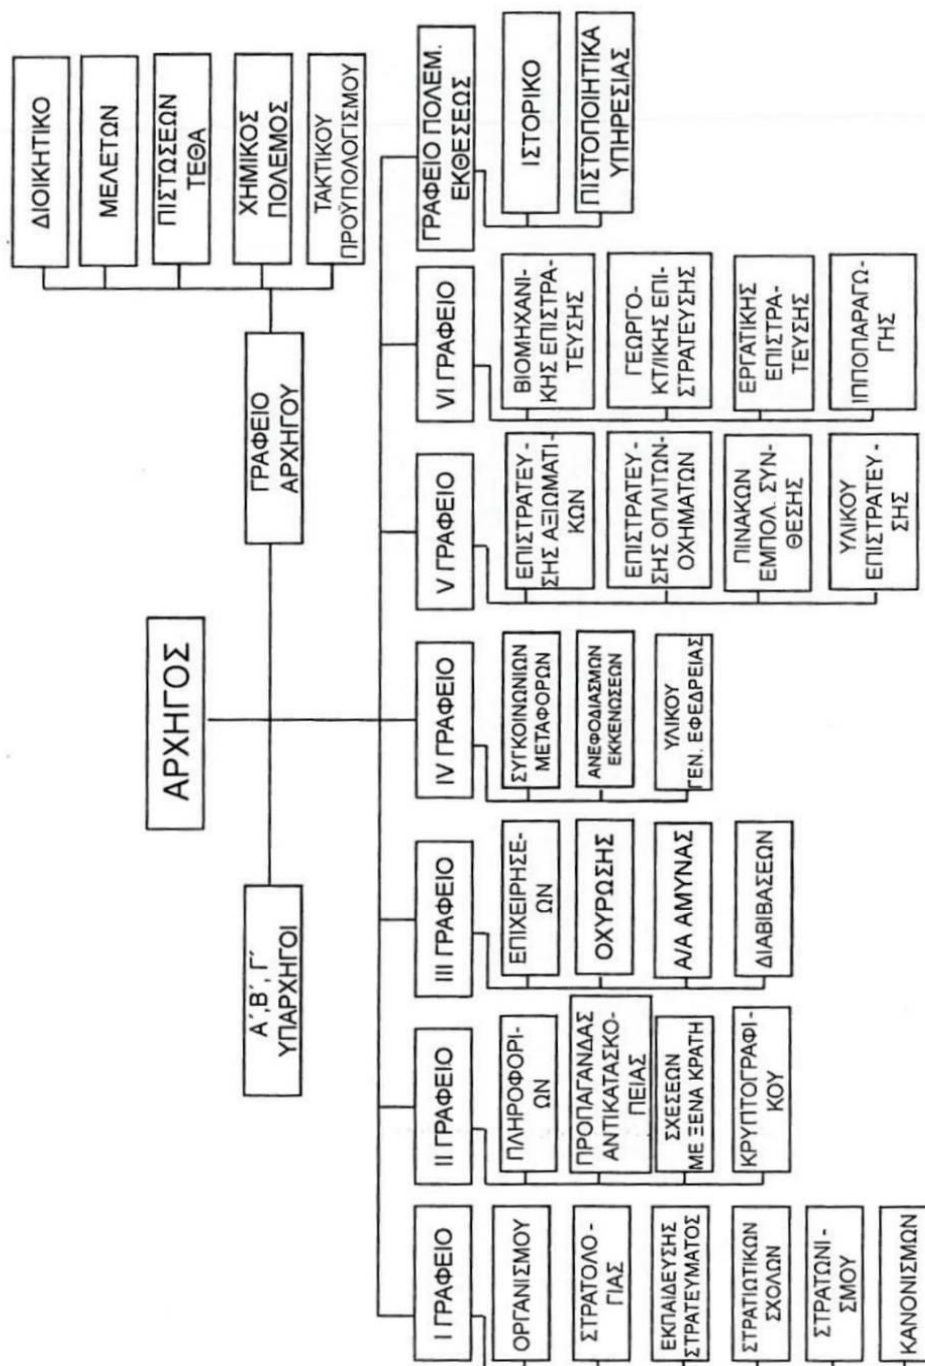 ΑΡΧΗΓΟΣ
Α΄,Β΄, Γ΄
ΥΠΑΡΧΗΓΟΙ
ΓΡΑΦΕΙΟ
ΑΡΧΗΓΟΥ
ΔΙΟΙΚΗΤΙΚΟ
ΜΕΛΕΤΩΝ
ΠΙΣΤΩΣΕΩΝ
ΤΕΘΑ
ΧΗΜΙΚΟΣ
ΠΟΛΕΜΟΣ
ΤΑΚΤΙΚΟΥ
ΠΡΟΫΠΟΛΟΓΙΣΜΟΥ
Ι ΓΡΑΦΕΙΟ
ΟΡΓΑΝΙΣΜΟΥ
ΣΤΡΑΤΟΛΟ -
ΓΙΑΣ
ΕΚΠΑΙΔΕΥΣΗΣ
ΣΤΡΑΤΕΥΜΑΤΟΣ
ΣΤΡΑΤΙΩΤΙΚΩΝ
ΣΧΟΛΩΝ
ΣΤΡΑΤΩΝΙ -
ΣΜΟΥ
ΚΑΝΟΝΙΣΜΩΝ
ΙΙ ΓΡΑΦΕΙΟ
ΠΛΗΡΟΦΟΡΙ-
ΩΝ
ΠΡΟΠΑΓΑΝΔΑΣ
ΑΝΤΙΚΑΤΑΣΚΟ-
ΠΕΙΑΣ
ΣΧΕΣΕΩΝ
ΜΕ ΞΕΝΑ ΚΡΑΤΗ
ΚΡΥΠΤΟΓΡΑΦΙ-
ΚΟΥ
ΙΙΙ ΓΡΑΦΕΙΟ
ΕΠΙΧΕΙΡΗΣΕ-
ΩΝ
ΟΧΥΡΩΣΗΣ
Α/Α ΑΜΥΝΑΣ
ΔΙΑΒΙΒΑΣΕΩΝ
IV ΓΡΑΦΕΙΟ
ΣΥΓΚΟΙΝΩΝΙΩΝ
ΜΕΤΑΦΟΡΩΝ
ΑΝΕΦΟΔΙΑΣΜΩΝ
ΕΚΚΕΝΩΣΕΩΝ
ΥΛΙΚΟΥ
ΓΕΝ. ΕΦΕΔΡΕΙΑΣ
V ΓΡΑΦΕΙΟ
ΕΠΙΣΤΡΑΤΕΥ -
ΣΗΣ ΑΞΙΩΜΑΤΙ-
ΚΩΝ
ΕΠΙΣΤΡΑΤΕΥ -
ΣΗΣ ΟΠΛΙΤΩΝ-
ΟΧΗΜΑΤΩΝ
ΠΙΝΑΚΩΝ
ΕΜΠΟΛ. ΣΥΝ-
ΘΕΣΗΣ
ΥΛΙΚΟΥ
ΕΠΙΣΤΡΑΤΕΥ -
ΣΗΣ
VI ΓΡΑΦΕΙΟ
ΒΙΟΜΗΧΑΝΙ-
ΚΗΣ ΕΠΙΣΤΡΑ-
ΤΕΥΣΗΣ
ΓΕΩΡΓΟ-
ΚΤ/ΙΚΗΣ ΕΠΙ-
ΣΤΡΑΤΕΥΣΗΣ
ΕΡΓΑΤΙΚΗΣ
ΕΠΙΣΤΡΑ-
ΤΕΥΣΗΣ
ΙΠΠΟΠΑΡΑΓΩ-
ΓΗΣ
ΓΡΑΦΕΙΟ ΠΟΛΕΜ.
ΕΚΘΕΣΕΩΣ
ΙΣΤΟΡΙΚΟ
ΠΙΣΤΟΠΟΙΗΤΙΚΑ
ΥΠΗΡΕΣΙΑΣ